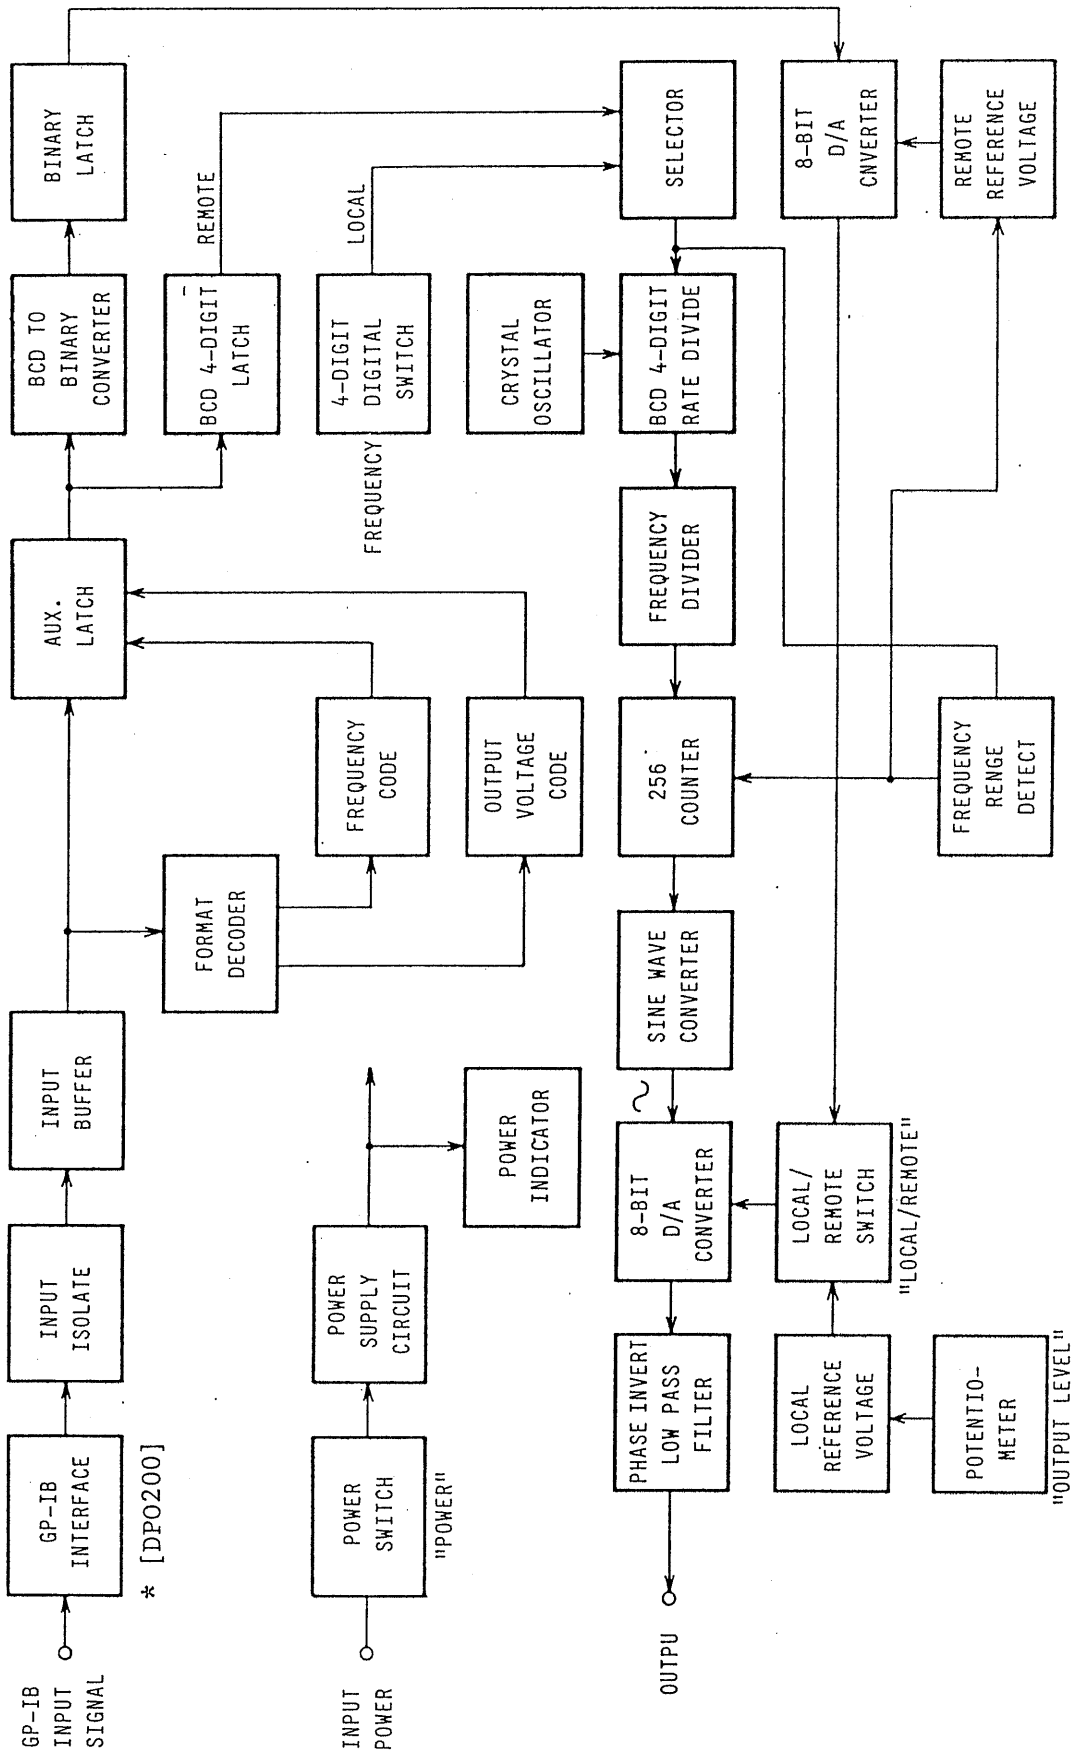 GP-IB
INPUT
SIGNAL
GP-IB
INTERFACE
* [DPO200]
INPUT
ISOLATE
INPUT
BUFFER
AUX.
LATCH
BCD TO
BINARY
CONVERTER
BINARY
LATCH
FORMAT
DECODER
BCD 4-DIGIT
LATCH
REMOTE
INPUT
POWER
POWER
SWITCH
"POWER"
POWER
SUPPLY
CIRCUIT
FREQUENCY
CODE
FREQUENCY
4-DIGIT
DIGITAL
SWITCH
LOCAL
POWER
INDICATOR
OUTPUT
VOLTAGE
CODE
CRYSTAL
OSCILLATOR
OUTPU
PHASE INVERT
LOW PASS
FILTER
8-BIT
D/A
CONVERTER
~
SINE WAVE
CONVERTER
256
COUNTER
FREQUENCY
DIVIDER
BCD 4-DIGIT
RATE DIVIDE
SELECTOR
LOCAL
REFERENCE
VOLTAGE
LOCAL/
REMOTE
SWITCH
"LOCAL/REMOTE"
8-BIT
D/A
CNVERTER
POTENTIO-
METER
"OUTPUT LEVEL"
FREQUENCY
RENGE
DETECT
REMOTE
REFERENCE
VOLTAGE